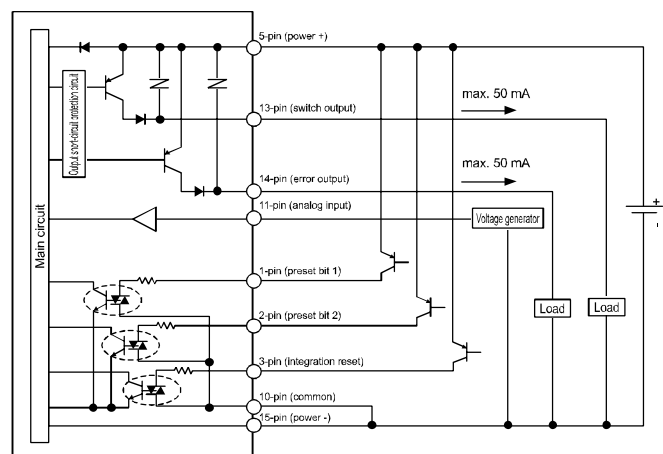 5-pin (power +)
Output short-circuit protection circuit
max. 50 mA
13-pin (switch output)
max. 50 mA
14-pin (error output)
11-pin (analog input)
Voltage generator
+
-
Main circuit
1-pin (preset bit 1)
2-pin (preset bit 2)
Load
Load
3-pin (integration reset)
10-pin (common)
15-pin (power -)